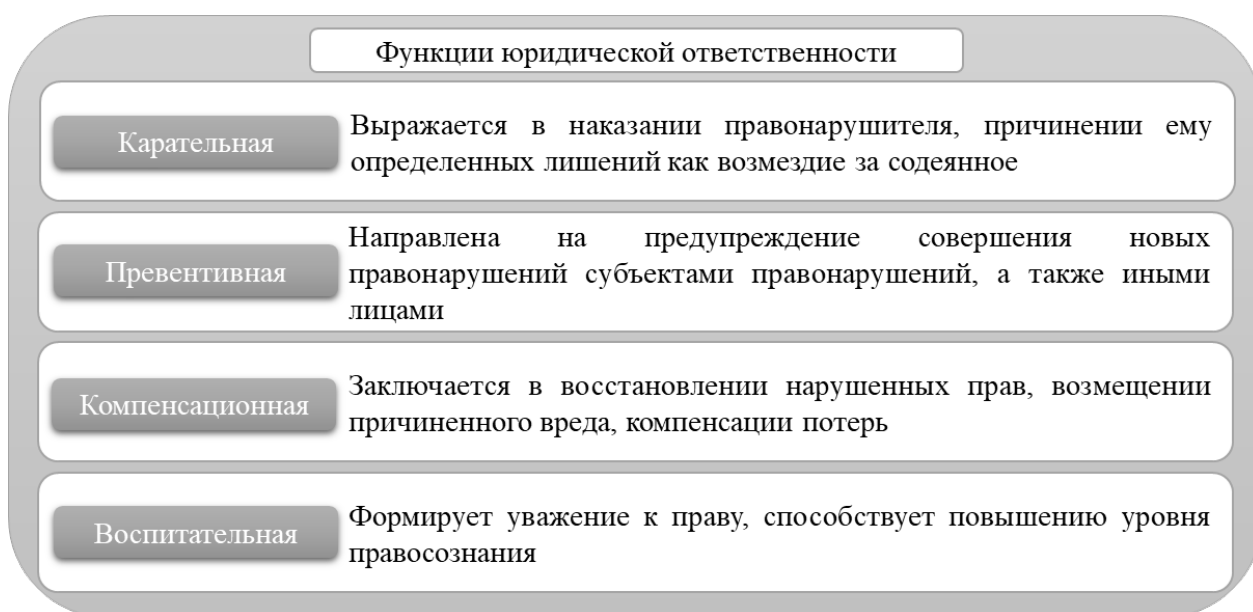 Функции юридической ответственности
Карательная
Выражается в наказании правонарушителя, причинении ему
определенных лишений как возмездие за содеянное
Превентивная
Направлена на предупреждение совершения новых
правонарушений субъектами правонарушений, а также иными
лицами
Компенсационная
Заключается в восстановлении нарушенных прав, возмещении
причиненного вреда, компенсации потерь
Воспитательная
Формирует уважение к праву, способствует повышению уровня
правосознания